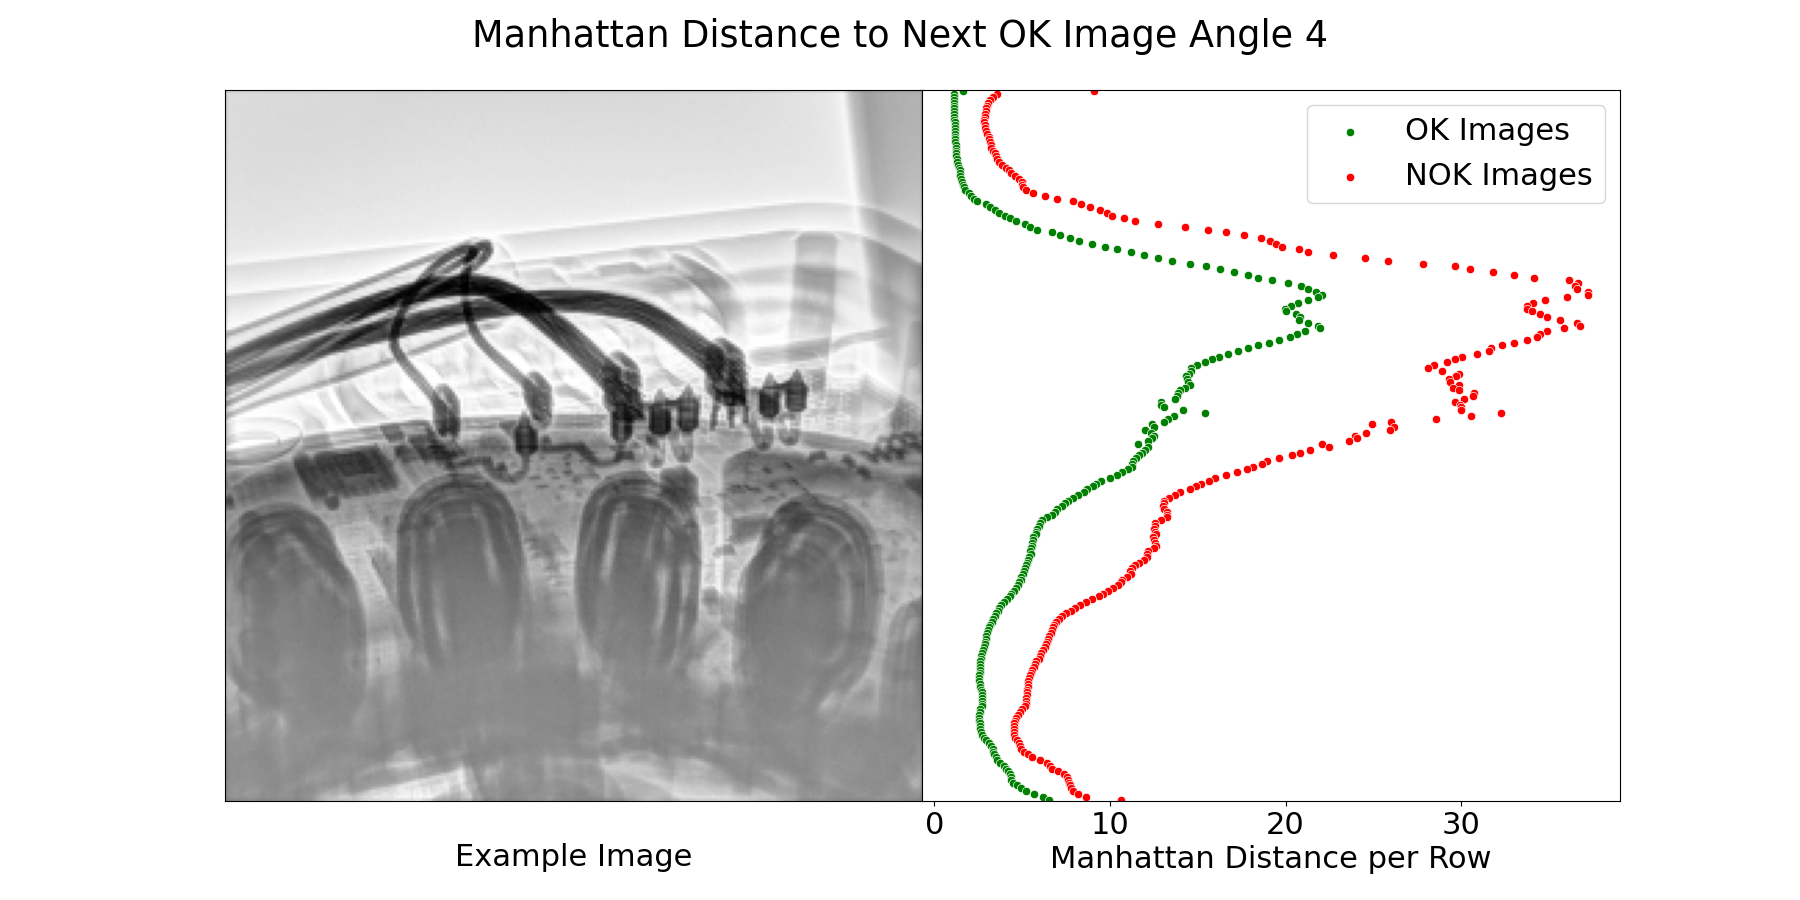 Manhattan Distance to Next OK Image Angle 4
OK Images
NOK Images
0 10 20 30
Example Image
Manhattan Distance per Row